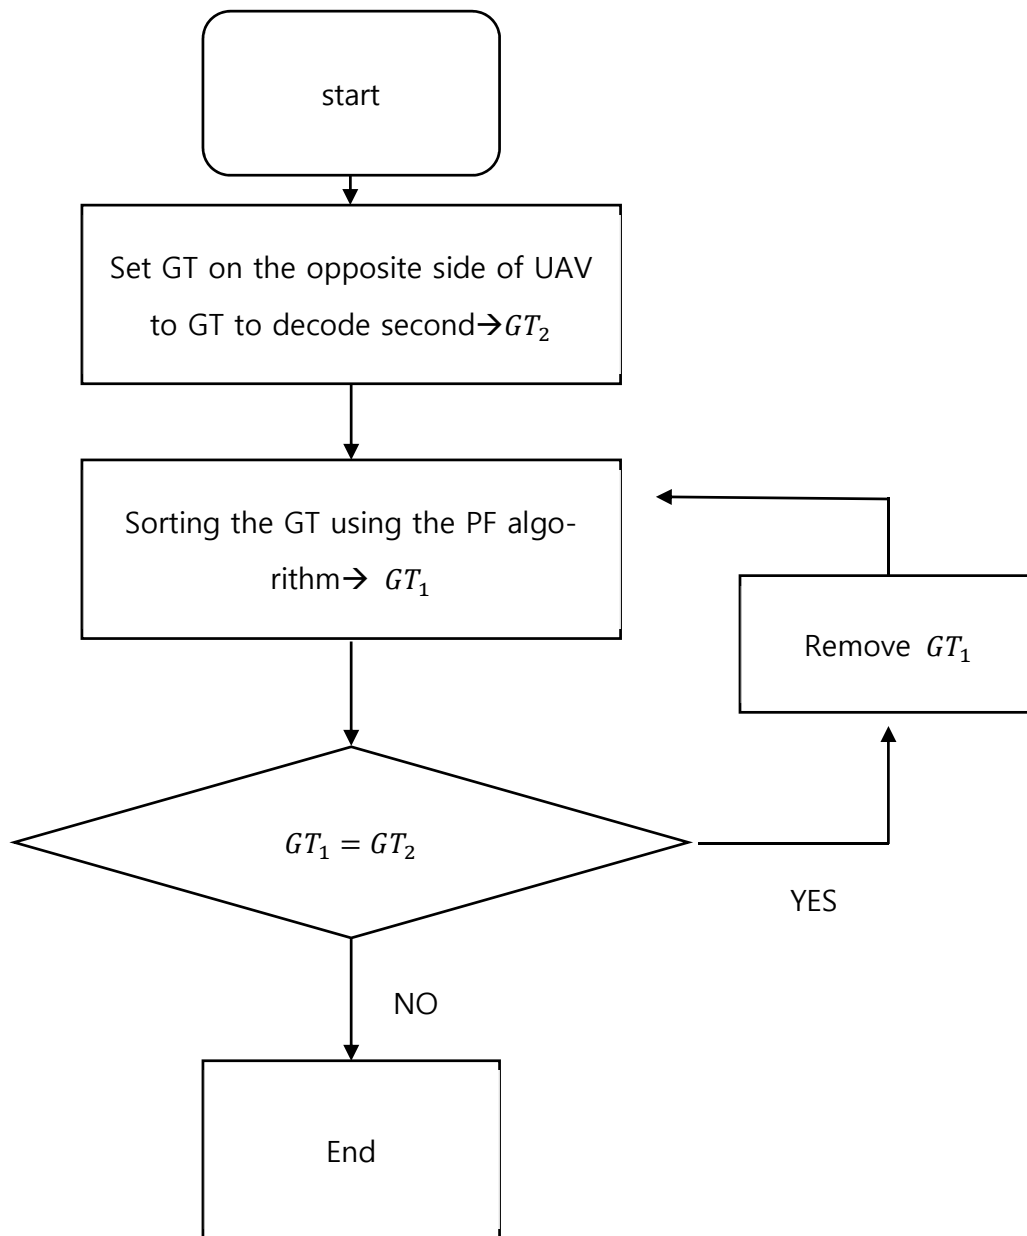 start
Set GT on the opposite side of UAV
to GT to decode second→GT₂
Sorting the GT using the PF algo-
rithm→ GT₁
Remove GT₁
GT₁ = GT₂
YES
NO
End